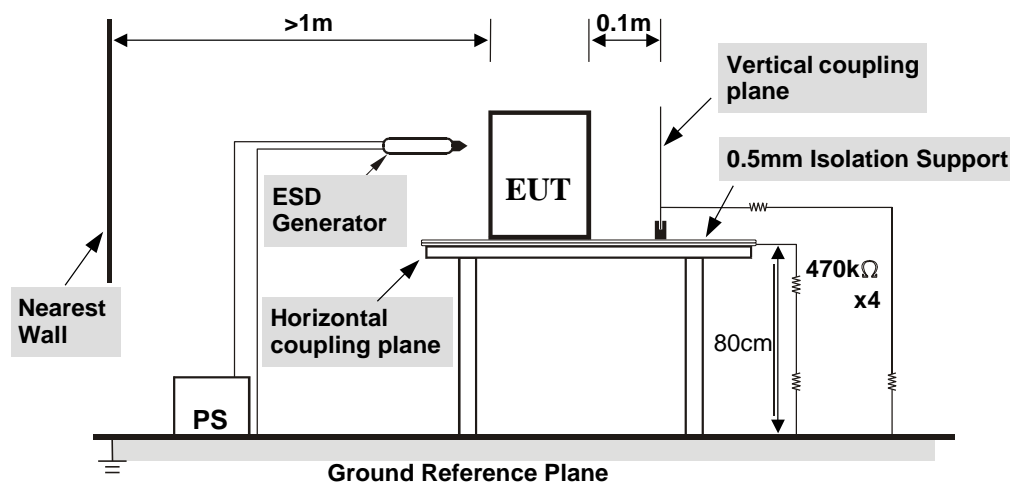 >1m
0.1m
Vertical coupling
plane
0.5mm Isolation Support
ESD
Generator
EUT
Nearest
Wall
Horizontal
coupling plane
470kΩ
x4
80cm
PS
Ground Reference Plane